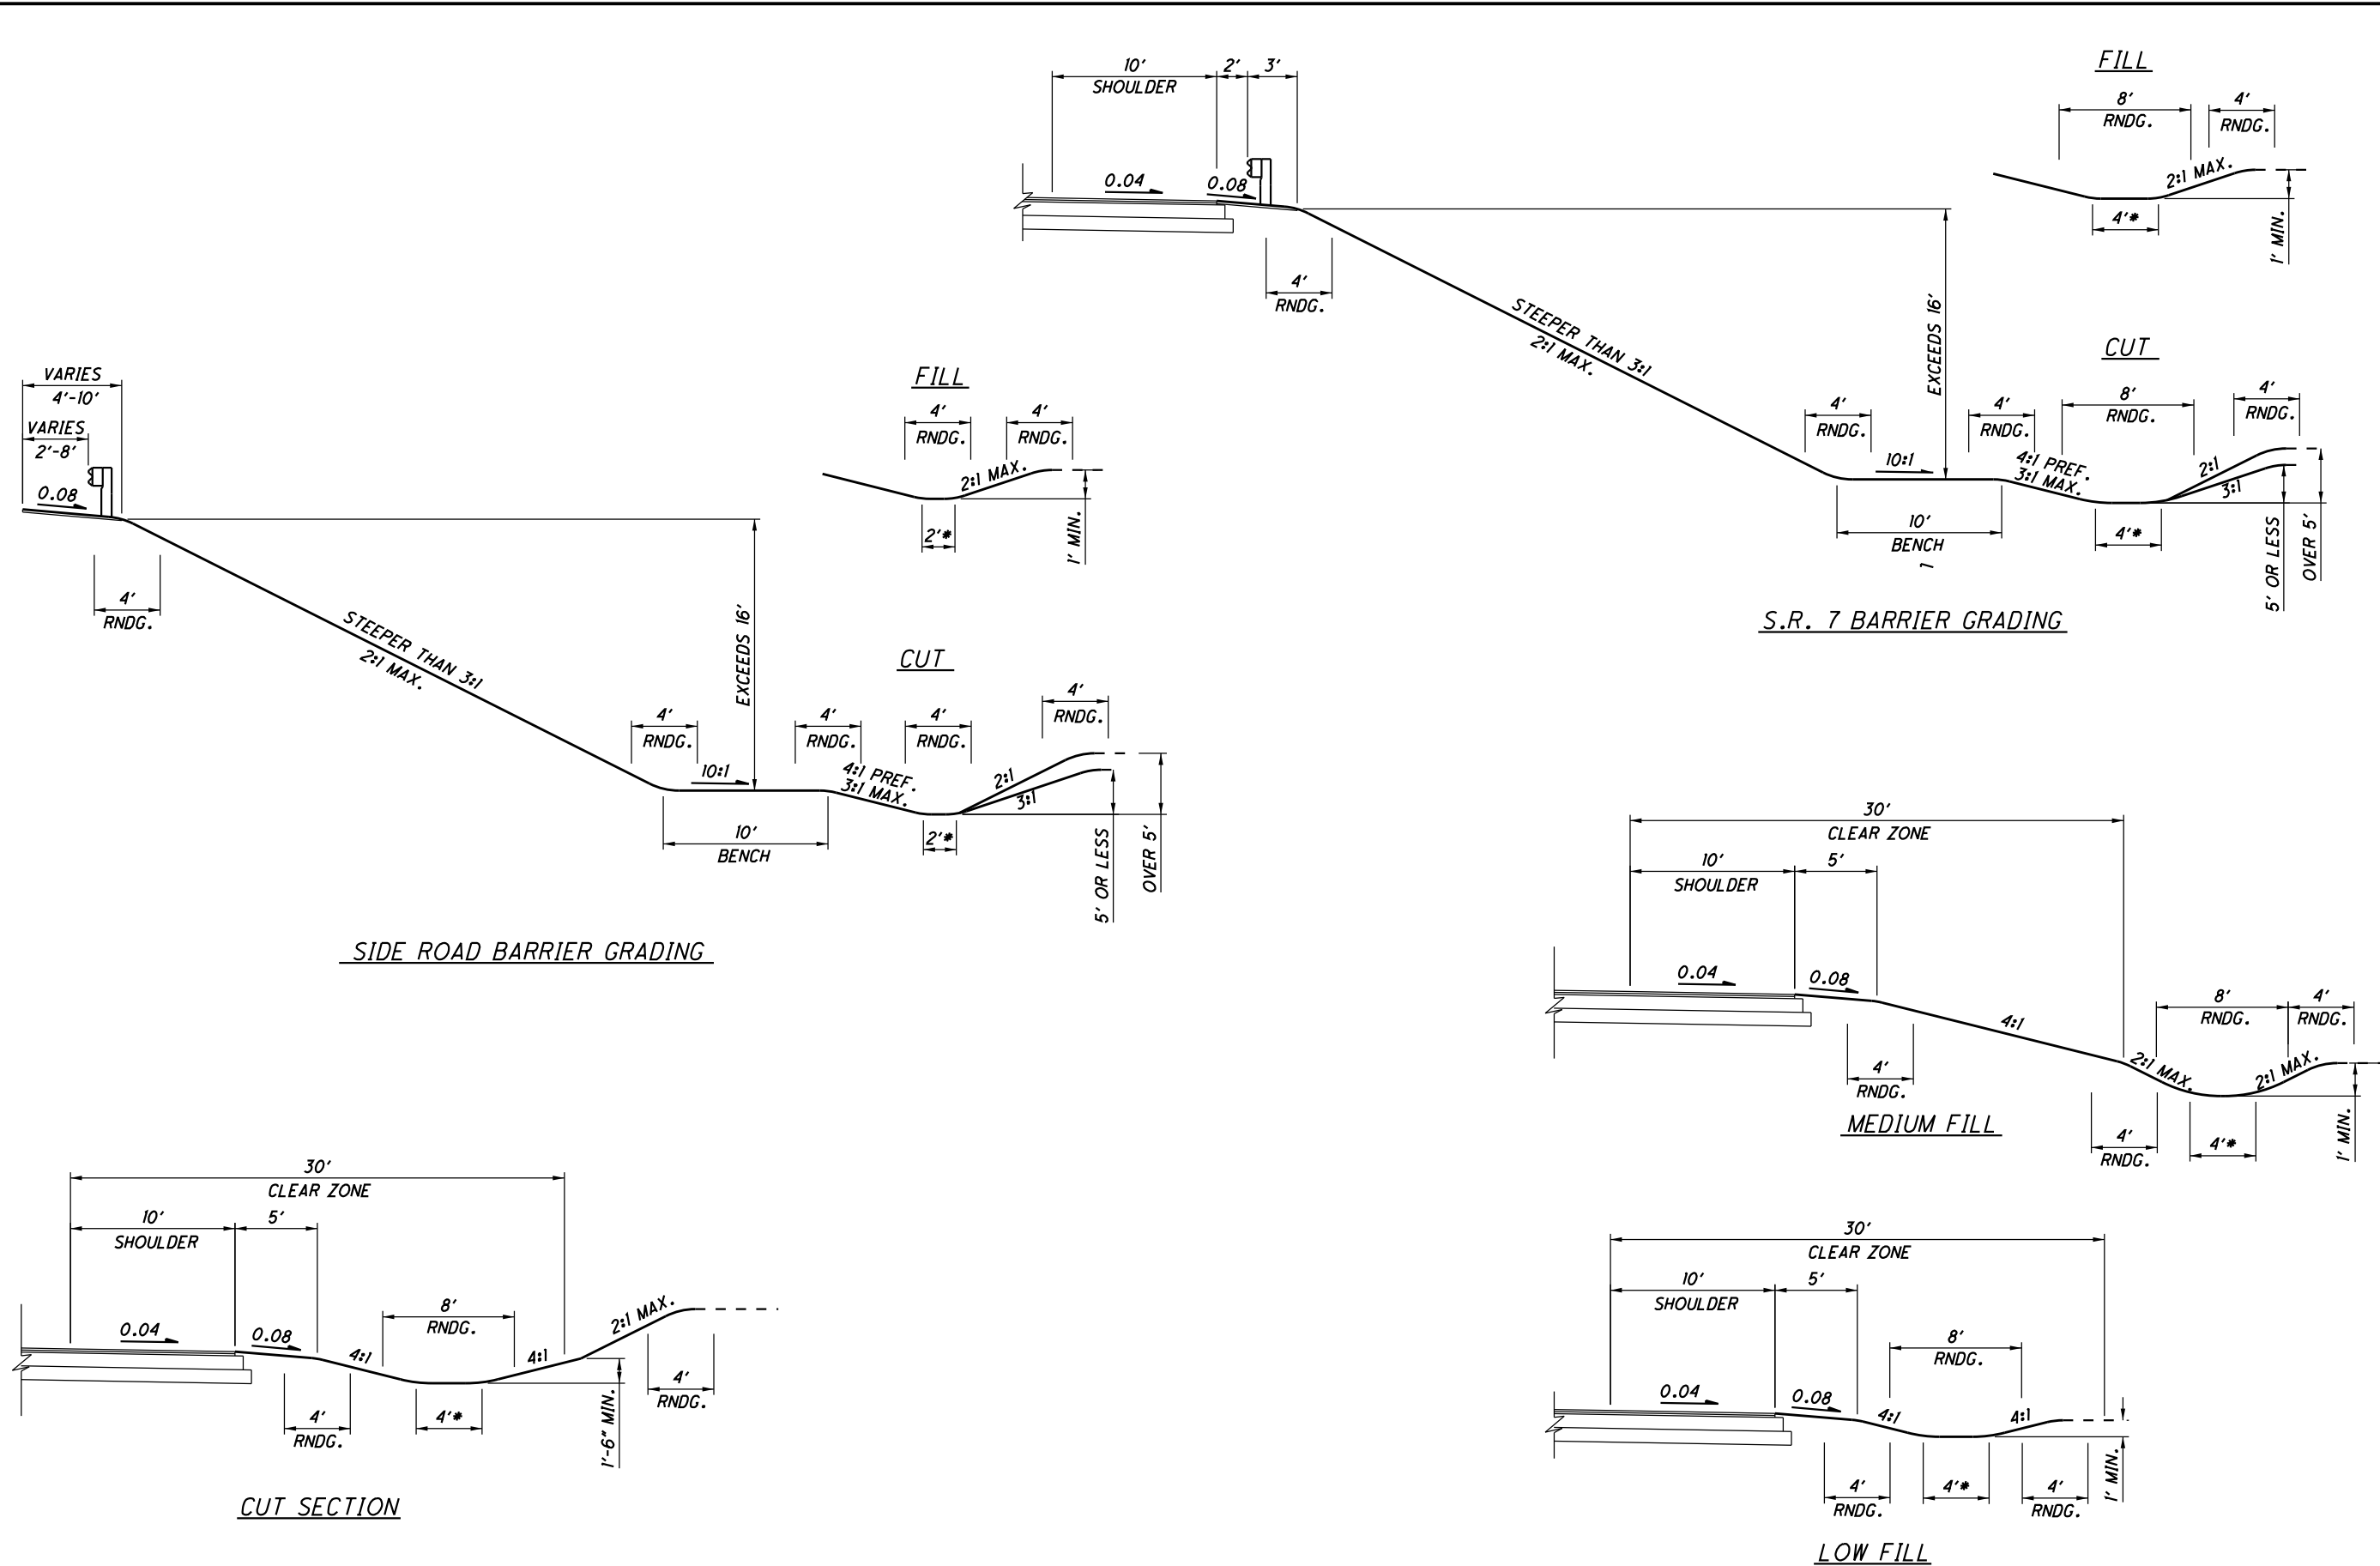 10' 2' 3'
SHOULDER
0.04 0.08
4'
RNDG.
STEEPER THAN 3:1
2:1 MAX.
EXCEEDS 16'
4' 4' 8' 4'
RNDG. RNDG. RNDG. RNDG.
10:1
4:1 PREF.
3:1 MAX.
2:1
3:1
10'
BENCH
1
4'*
5' OR LESS
OVER 5'
CUT
FILL
8' 4'
RNDG. RNDG.
2:1 MAX.
4'*
1' MIN.
S.R. 7 BARRIER GRADING
VARIES
4'-10'
VARIES
2'-8'
0.08
4'
RNDG.
STEEPER THAN 3:1
2:1 MAX.
EXCEEDS 16'
FILL
4' 4'
RNDG. RNDG.
2:1 MAX.
2'*
1' MIN.
CUT
4' 4' 4' 4'
RNDG. RNDG. RNDG. RNDG.
10:1
4:1 PREF.
3:1 MAX.
2:1
3:1
10'
BENCH
2'*
5' OR LESS
OVER 5'
SIDE ROAD BARRIER GRADING
30'
CLEAR ZONE
10' 5'
SHOULDER
0.04 0.08
4:1
8' 4'
RNDG. RNDG.
2:1 MAX. 2:1 MAX.
4'
RNDG.
4'
RNDG.
4'*
1' MIN.
MEDIUM FILL
30'
CLEAR ZONE
10' 5'
SHOULDER
0.04 0.08
4:1
8'
RNDG.
4:1
2:1 MAX.
4'
RNDG.
4'*
1'-6" MIN.
4'
RNDG.
CUT SECTION
30'
CLEAR ZONE
10' 5'
SHOULDER
8'
RNDG.
0.04 0.08
4:1 4:1
4' 4'* 4'
RNDG. RNDG.
1' MIN.
LOW FILL